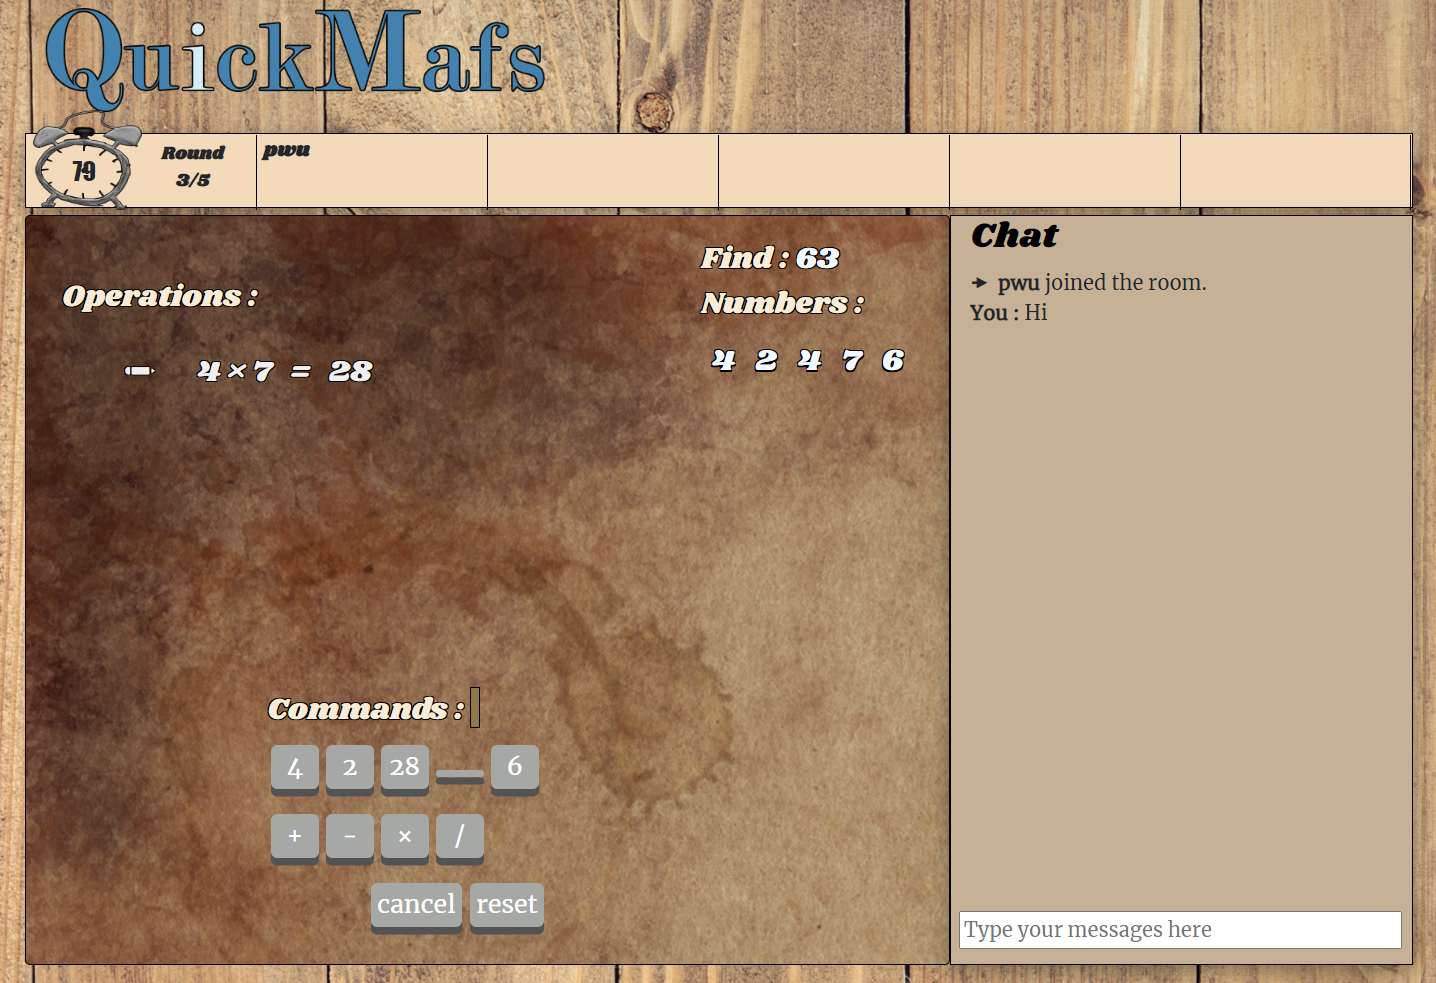 QuickMafs
79
Round
3/5
pwu
Find : 63
Numbers :
4 2 4 7 6
Operations :
4 × 7 = 28
Commands :
4 2 28 6
+ - × /
cancel reset
Chat
pwu joined the room.
You : Hi
Type your messages here